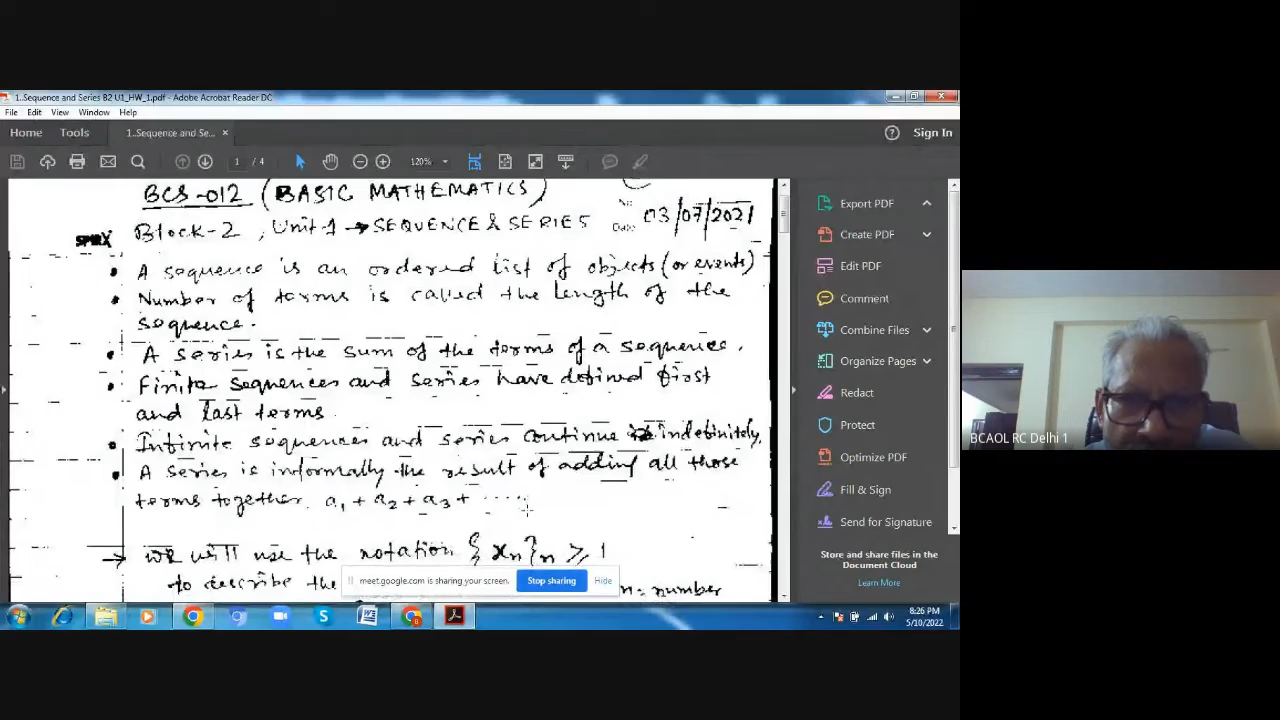 1..Sequence and Series B2 U1_HW_1.pdf - Adobe Acrobat Reader DC
File Edit View Window Help
Home Tools 1..Sequence and Se... × Sign In
1 / 4 120%
BCS-012 (BASIC MATHEMATICS)
03/07/2021
Block-2, Unit-1 → SEQUENCE & SERIES
• A sequence is an ordered list of objects (or events)
• Number of terms is called the length of the
sequence.
• A series is the sum of the terms of a sequence.
• Finite sequences and series have defined first
and last terms.
• Infinite sequences and series continue indefinitely.
• A series is informally the result of adding all those
terms together a₁ + a₂ + a₃ + .....
→ we will use the notation {xₙ}ₙ ≥ 1
to describe the n = number
meet.google.com is sharing your screen. Stop sharing Hide
Export PDF
Create PDF
Edit PDF
Comment
Combine Files
Organize Pages
Redact
Protect
Optimize PDF
Fill & Sign
Send for Signature
Store and share files in the
Document Cloud
Learn More
8:26 PM
5/10/2022
BCAOL RC Delhi 1